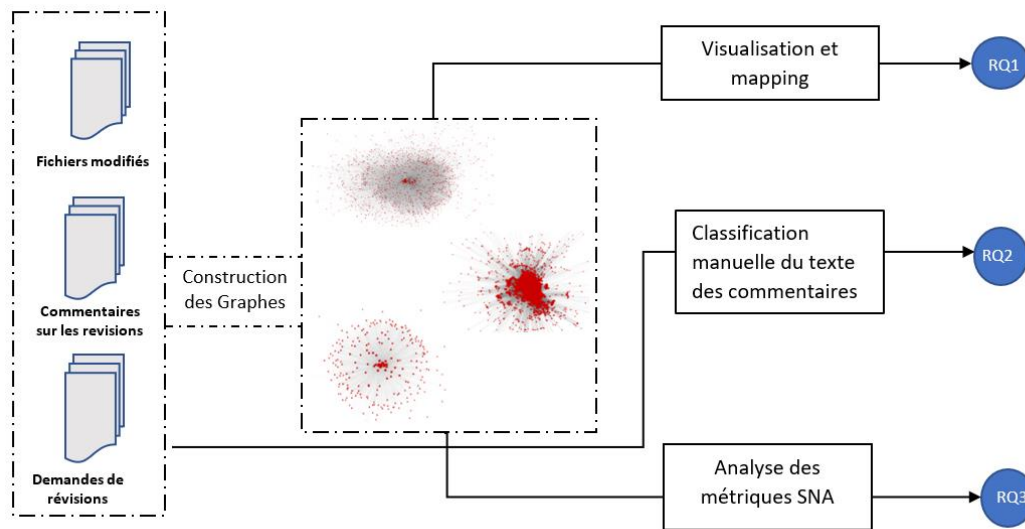 Fichiers modifiés
Commentaires
sur les revisions
Demandes de
révisions
Construction
des Graphes
Visualisation et
mapping
RQ1
Classification
manuelle du texte
des commentaires
RQ2
Analyse des
métriques SNA
RQ3